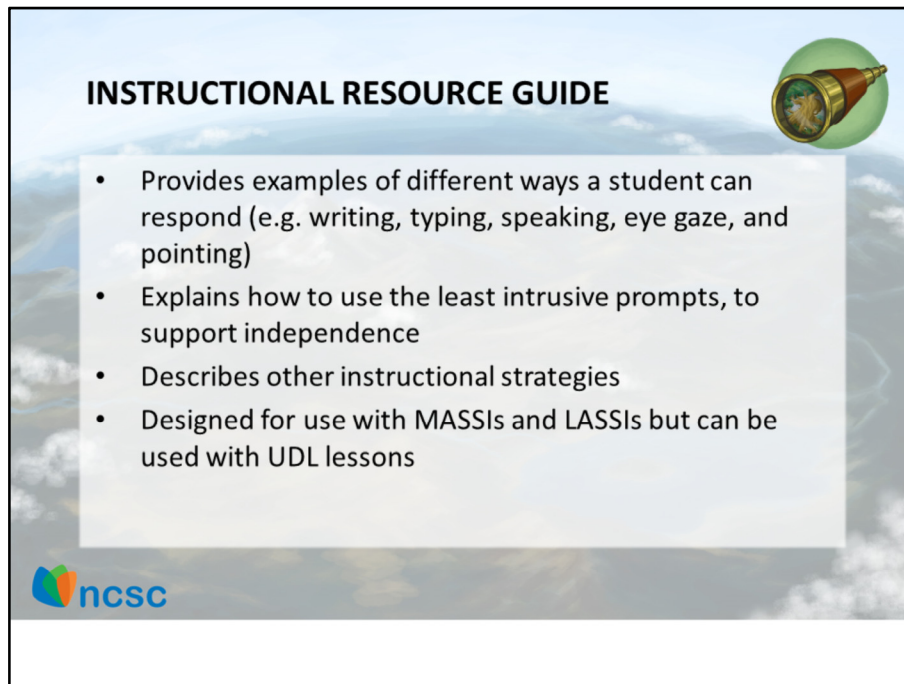 INSTRUCTIONAL RESOURCE GUIDE
• Provides examples of different ways a student can
respond (e.g. writing, typing, speaking, eye gaze, and
pointing)
• Explains how to use the least intrusive prompts, to
support independence
• Describes other instructional strategies
• Designed for use with MASSIs and LASSIs but can be
used with UDL lessons
ncsc